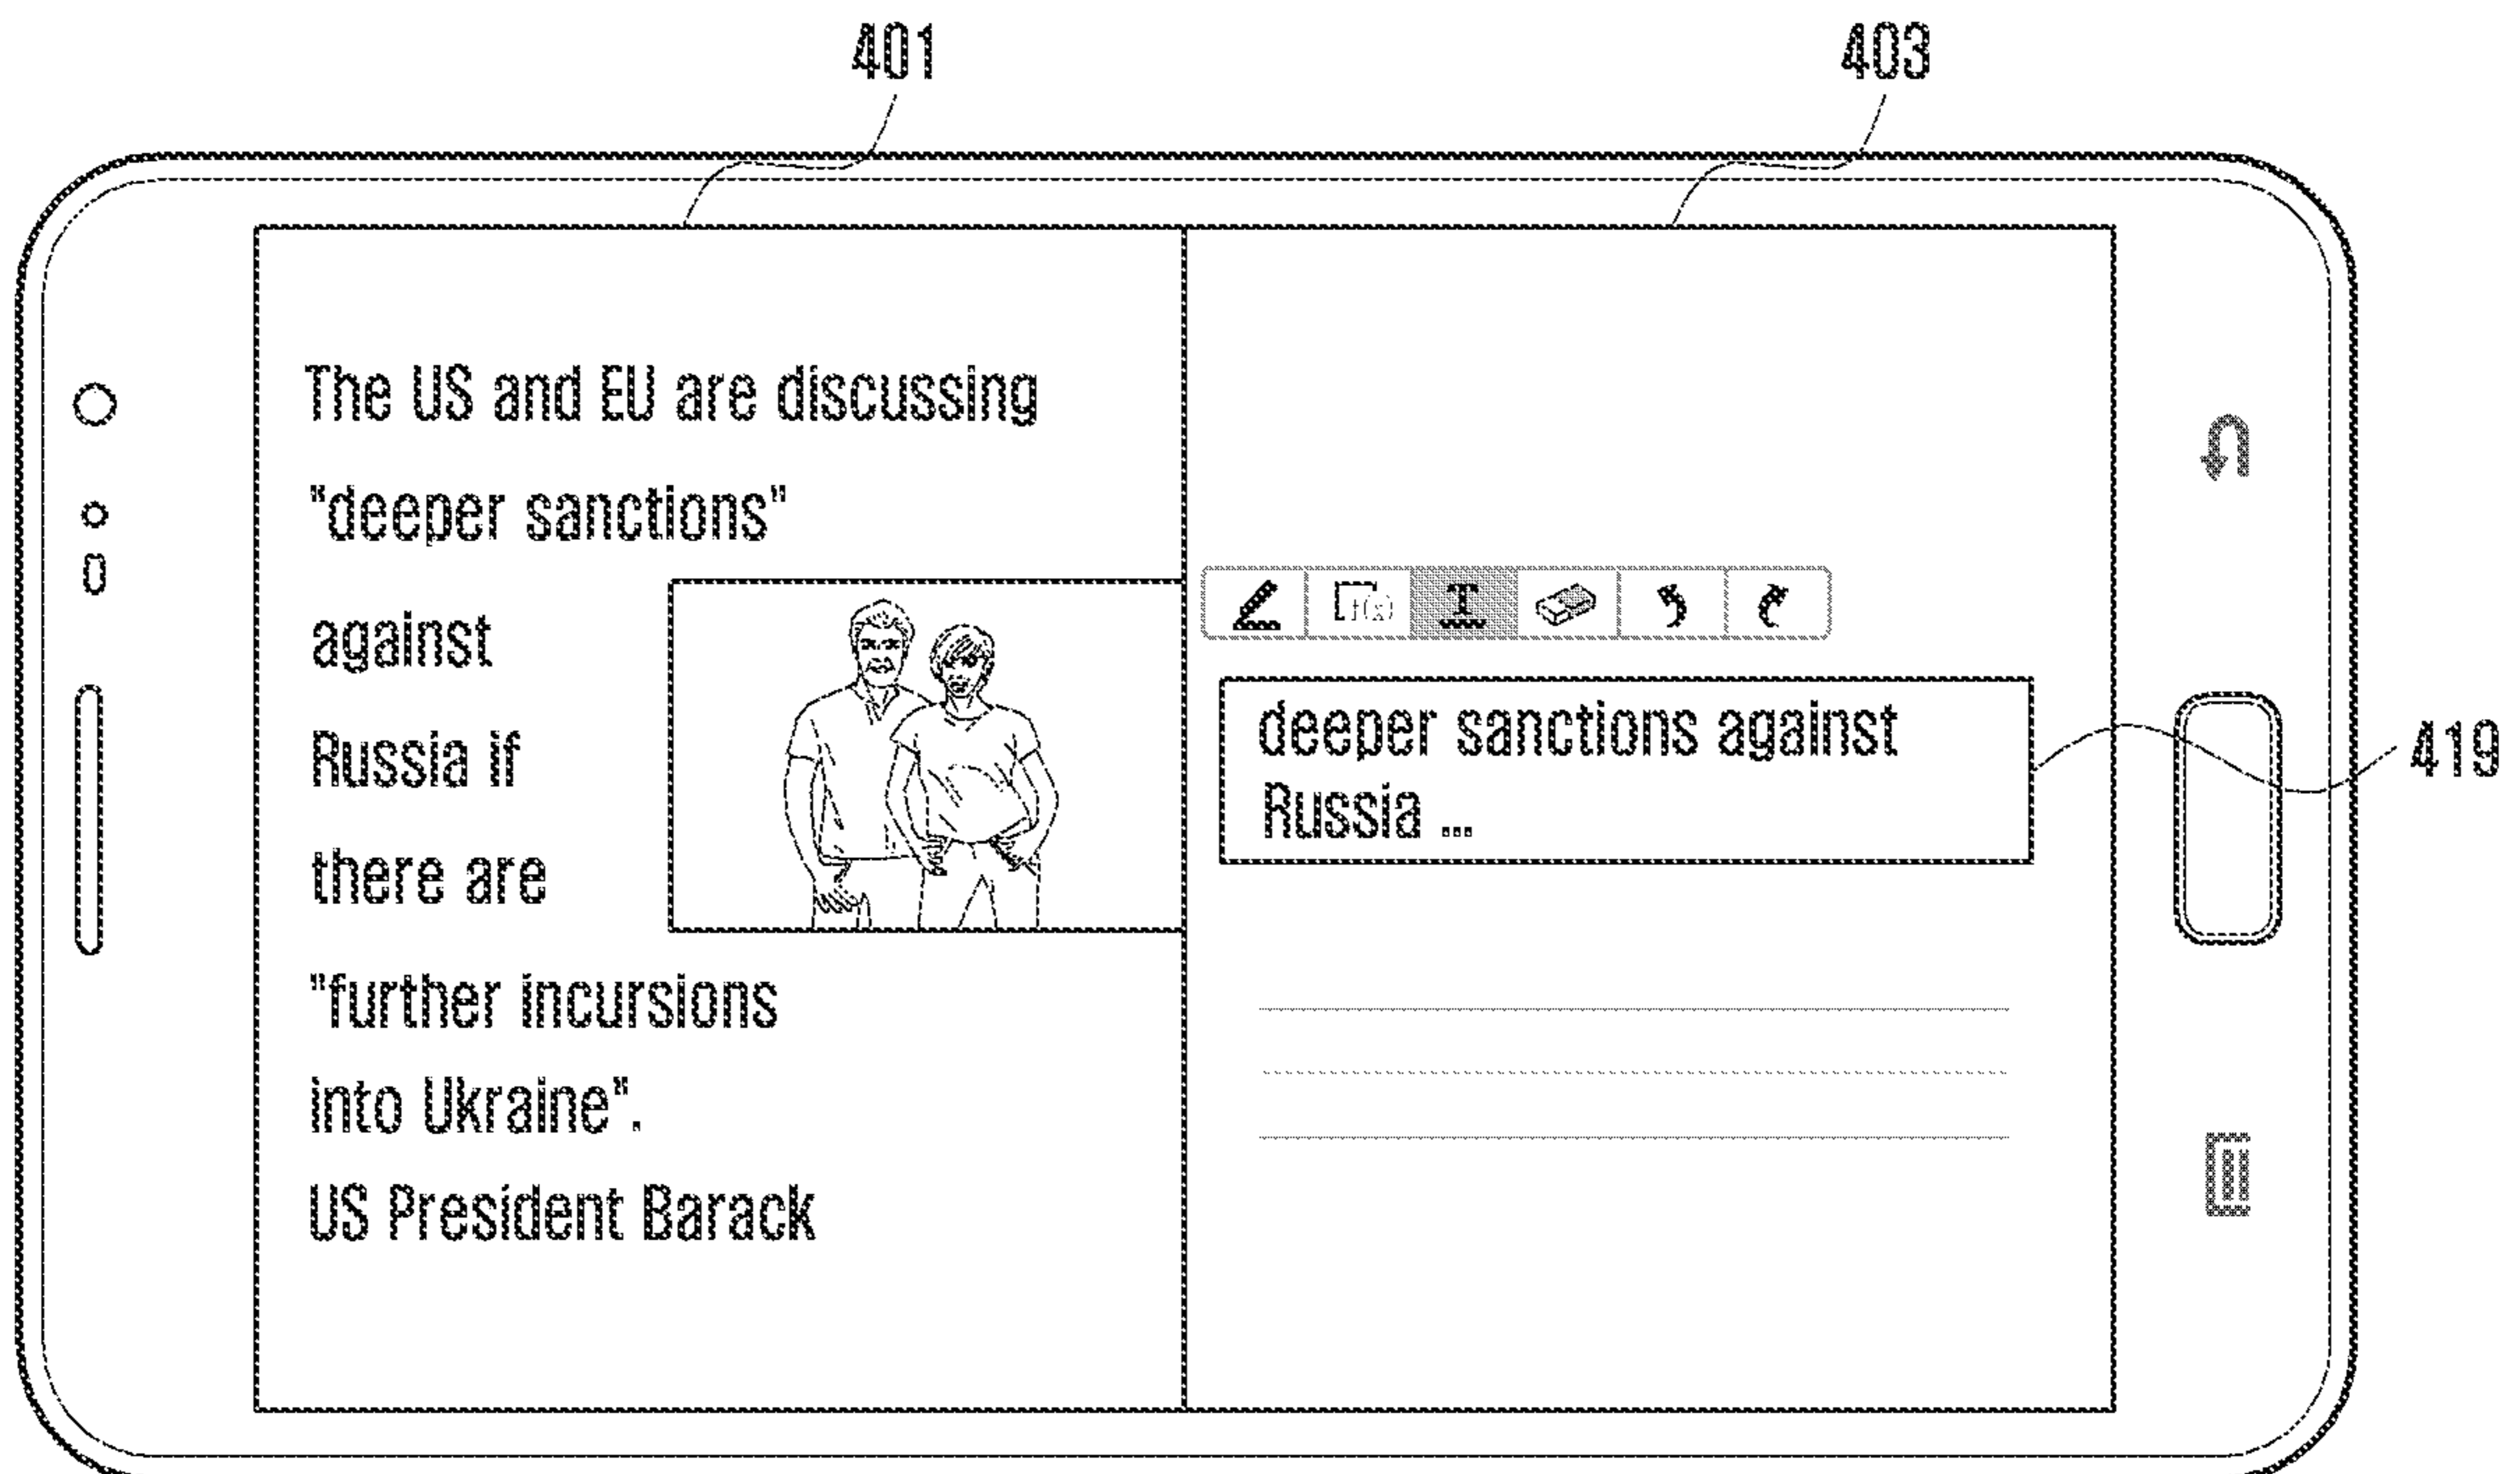 401
403
The US and EU are discussing
"deeper sanctions"
against
Russia if
there are
"further incursions
into Ukraine".
US President Barack
T
deeper sanctions against
Russia ...
419